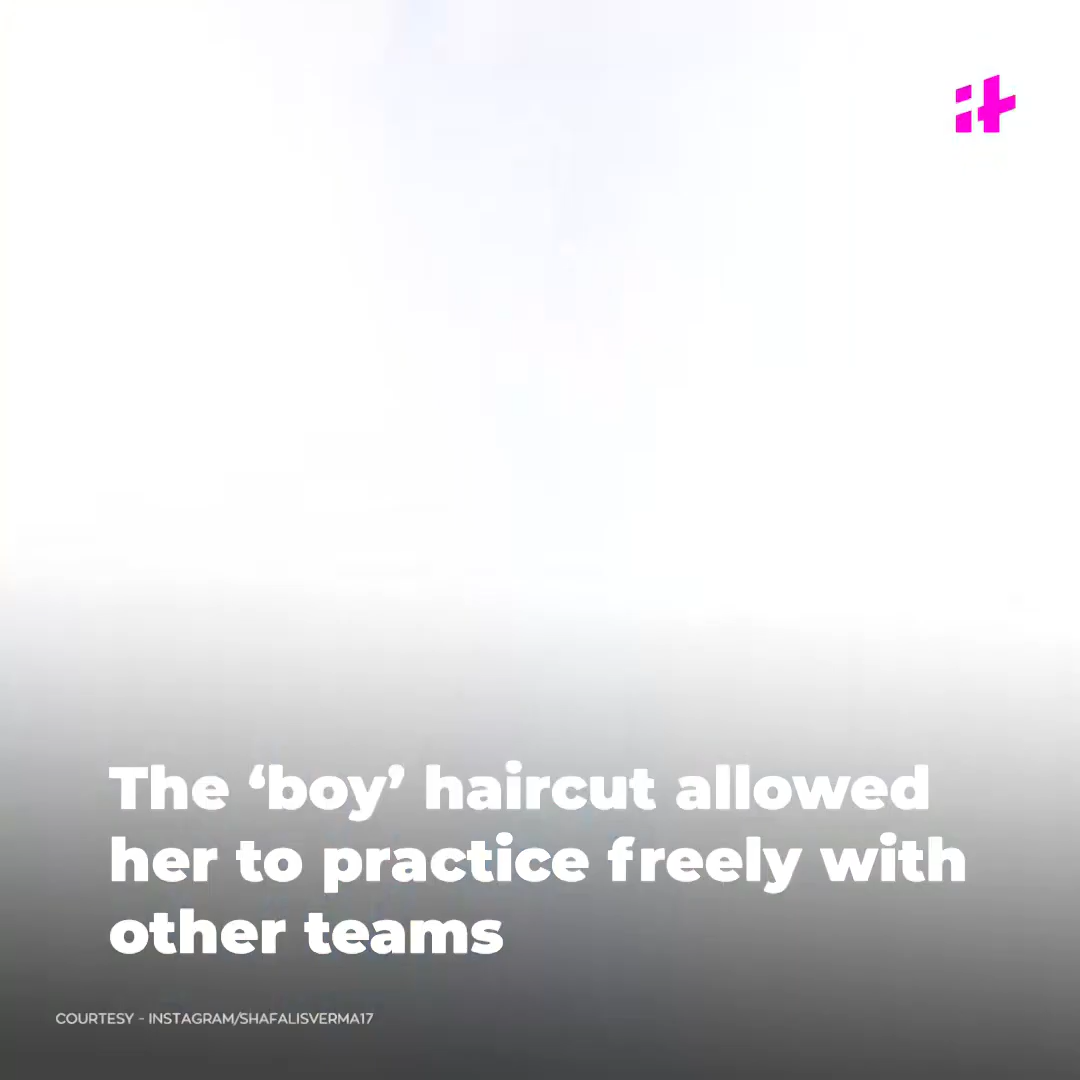 The ‘boy’ haircut allowed
her to practice freely with
other teams
COURTESY - INSTAGRAM/SHAFALISVERMA17